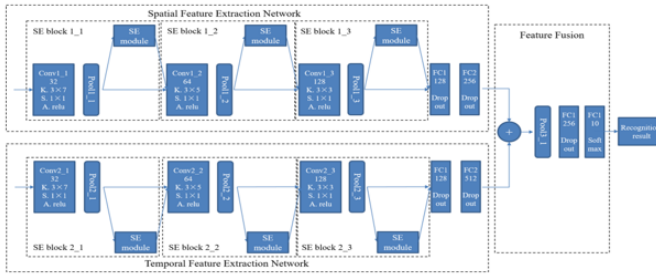 Spatial Feature Extraction Network
SE block 1_1
SE
module
SE block 1_2
SE
module
SE block 1_3
SE
module
Conv1_1
32
K. 3×7
S. 1×1
A. relu
Pool1_1
Conv1_2
64
K. 3×5
S. 1×1
A. relu
Pool1_2
Conv1_3
128
K. 3×3
S. 1×1
A. relu
Pool1_3
FC1
128
Drop
out
FC2
256
Drop
out
Feature Fusion
+
Pool3_1
FC1
256
Drop
out
FC1
10
Soft
max
Recognition
result
Conv2_1
32
K. 3×7
S. 1×1
A. relu
Pool2_1
Conv2_2
64
K. 3×5
S. 1×1
A. relu
Pool2_2
Conv2_3
128
K. 3×3
S. 1×1
A. relu
Pool2_3
FC1
128
Drop
out
FC2
512
Drop
out
SE block 2_1
SE
module
SE block 2_2
SE
module
SE block 2_3
SE
module
Temporal Feature Extraction Network